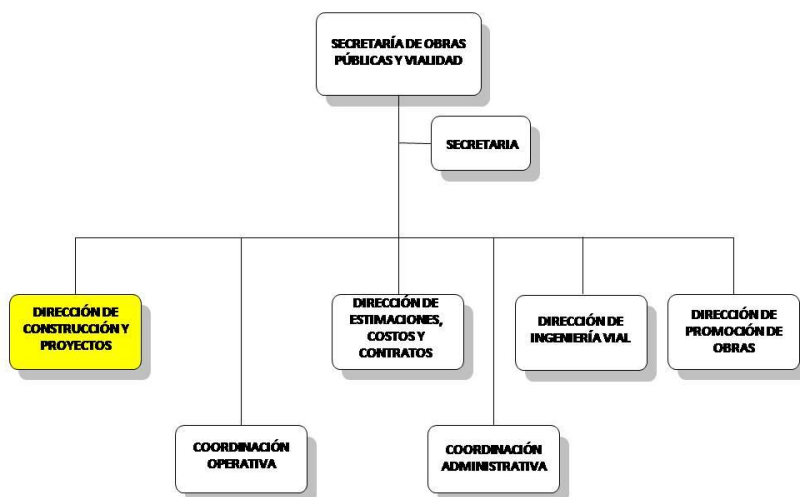 SECRETARÍA DE OBRAS
PÚBLICAS Y VIALIDAD
SECRETARIA
DIRECCIÓN DE
CONSTRUCCIÓN Y
PROYECTOS
DIRECCIÓN DE
ESTIMACIONES,
COSTOS Y
CONTRATOS
DIRECCIÓN DE
INGENIERÍA VIAL
DIRECCIÓN DE
PROMOCIÓN DE
OBRAS
COORDINACIÓN
OPERATIVA
COORDINACIÓN
ADMINISTRATIVA